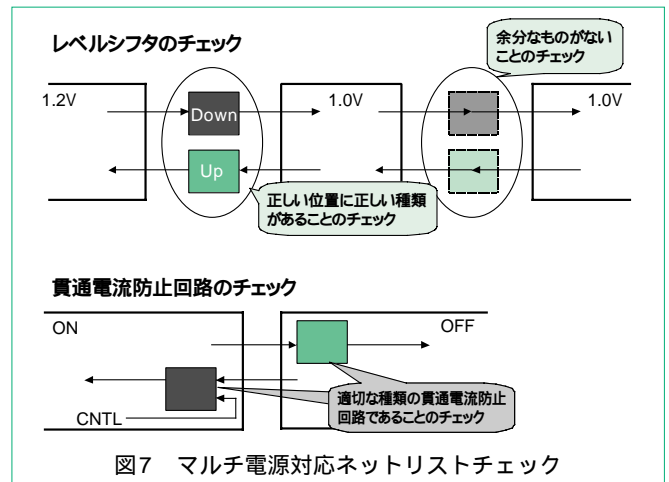 レベルシフタのチェック
余分なものがない
ことのチェック
1.2V
Down
1.0V
1.0V
Up
正しい位置に正しい種類
があることのチェック
貫通電流防止回路のチェック
ON
OFF
CNTL
適切な種類の貫通電流防止
回路であることのチェック
図7 マルチ電源対応ネットリストチェック